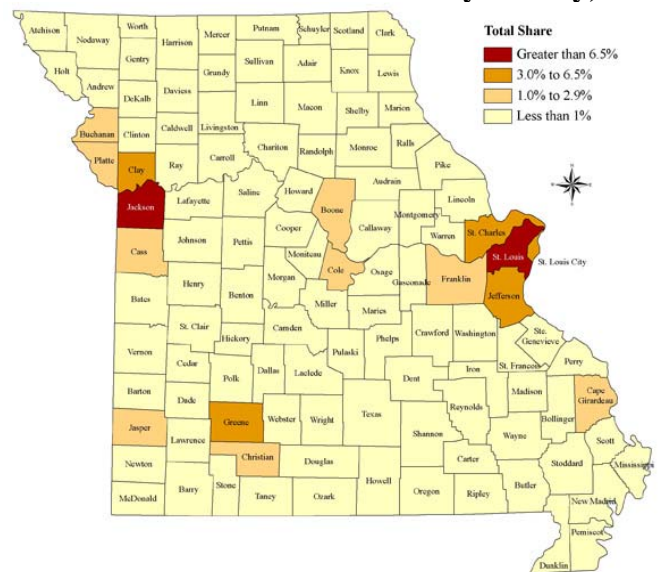 Total Share
Greater than 6.5%
3.0% to 6.5%
1.0% to 2.9%
Less than 1%
Atchison
Nodaway
Worth
Harrison
Mercer
Putnam
Schuyler
Scotland
Clark
Holt
Andrew
Gentry
DeKalb
Daviess
Grundy
Sullivan
Adair
Knox
Lewis
Buchanan
Clinton
Caldwell
Livingston
Linn
Macon
Shelby
Marion
Platte
Clay
Ray
Carroll
Chariton
Randolph
Monroe
Ralls
Pike
Audrain
Jackson
Lafayette
Saline
Howard
Boone
Callaway
Montgomery
Lincoln
Warren
St. Charles
St. Louis
St. Louis City
Cass
Johnson
Pettis
Cooper
Moniteau
Cole
Osage
Gasconade
Franklin
Jefferson
Bates
Henry
Benton
Morgan
Miller
Maries
St. Clair
Hickory
Camden
Pulaski
Phelps
Crawford
Washington
Ste.
Genevieve
St. Francois
Perry
Vernon
Cedar
Polk
Dallas
Laclede
Dent
Iron
Madison
Cape
Girardeau
Barton
Dade
Greene
Webster
Wright
Texas
Reynolds
Bollinger
Jasper
Lawrence
Christian
Douglas
Shannon
Wayne
Scott
Newton
Stone
Howell
Carter
Butler
Stoddard
Mississippi
McDonald
Barry
Taney
Ozark
Oregon
Ripley
New Madrid
Pemiscot
Dunklin